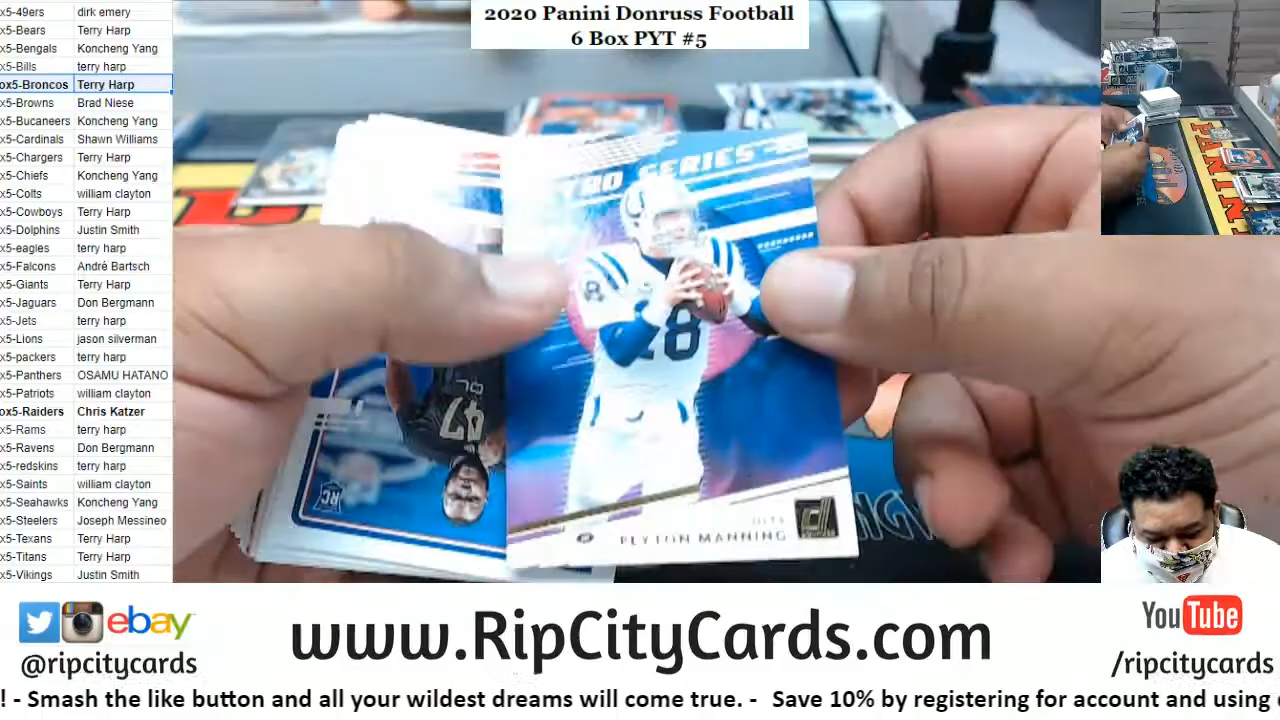 2020 Panini Donruss Football
6 Box PYT #5
x5-49ers dirk emery
x5-Bears Terry Harp
x5-Bengals Koncheng Yang
x5-Bills terry harp
ox5-Broncos Terry Harp
x5-Browns Brad Niese
x5-Bucaneers Koncheng Yang
x5-Cardinals Shawn Williams
x5-Chargers Terry Harp
x5-Chiefs Koncheng Yang
x5-Colts william clayton
x5-Cowboys Terry Harp
x5-Dolphins Justin Smith
x5-eagles terry harp
x5-Falcons André Bartsch
x5-Giants Terry Harp
x5-Jaguars Don Bergmann
x5-Jets terry harp
x5-Lions jason silverman
x5-packers terry harp
x5-Panthers OSAMU HATANO
x5-Patriots william clayton
ox5-Raiders Chris Katzer
x5-Rams terry harp
x5-Ravens Don Bergmann
x5-redskins terry harp
x5-Saints william clayton
x5-Seahawks Koncheng Yang
x5-Steelers Joseph Messineo
x5-Texans Terry Harp
x5-Titans Terry Harp
x5-Vikings Justin Smith
TRO SERIES
18
PEYTON MANNING
47
RC
PANINI
ebay
@ripcitycards
www.RipCityCards.com
YouTube
/ripcitycards
! - Smash the like button and all your wildest dreams will come true. - Save 10% by registering for account and using